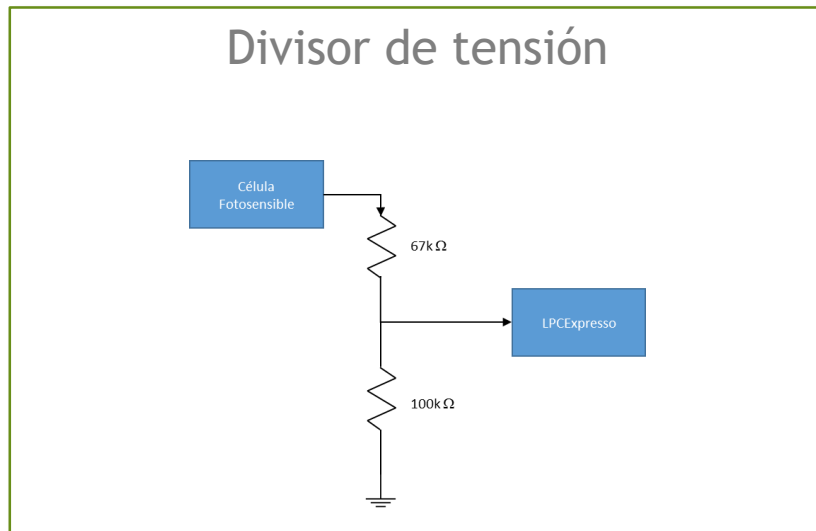 Divisor de tensión
Célula
Fotosensible
67k Ω
LPCExpresso
100k Ω